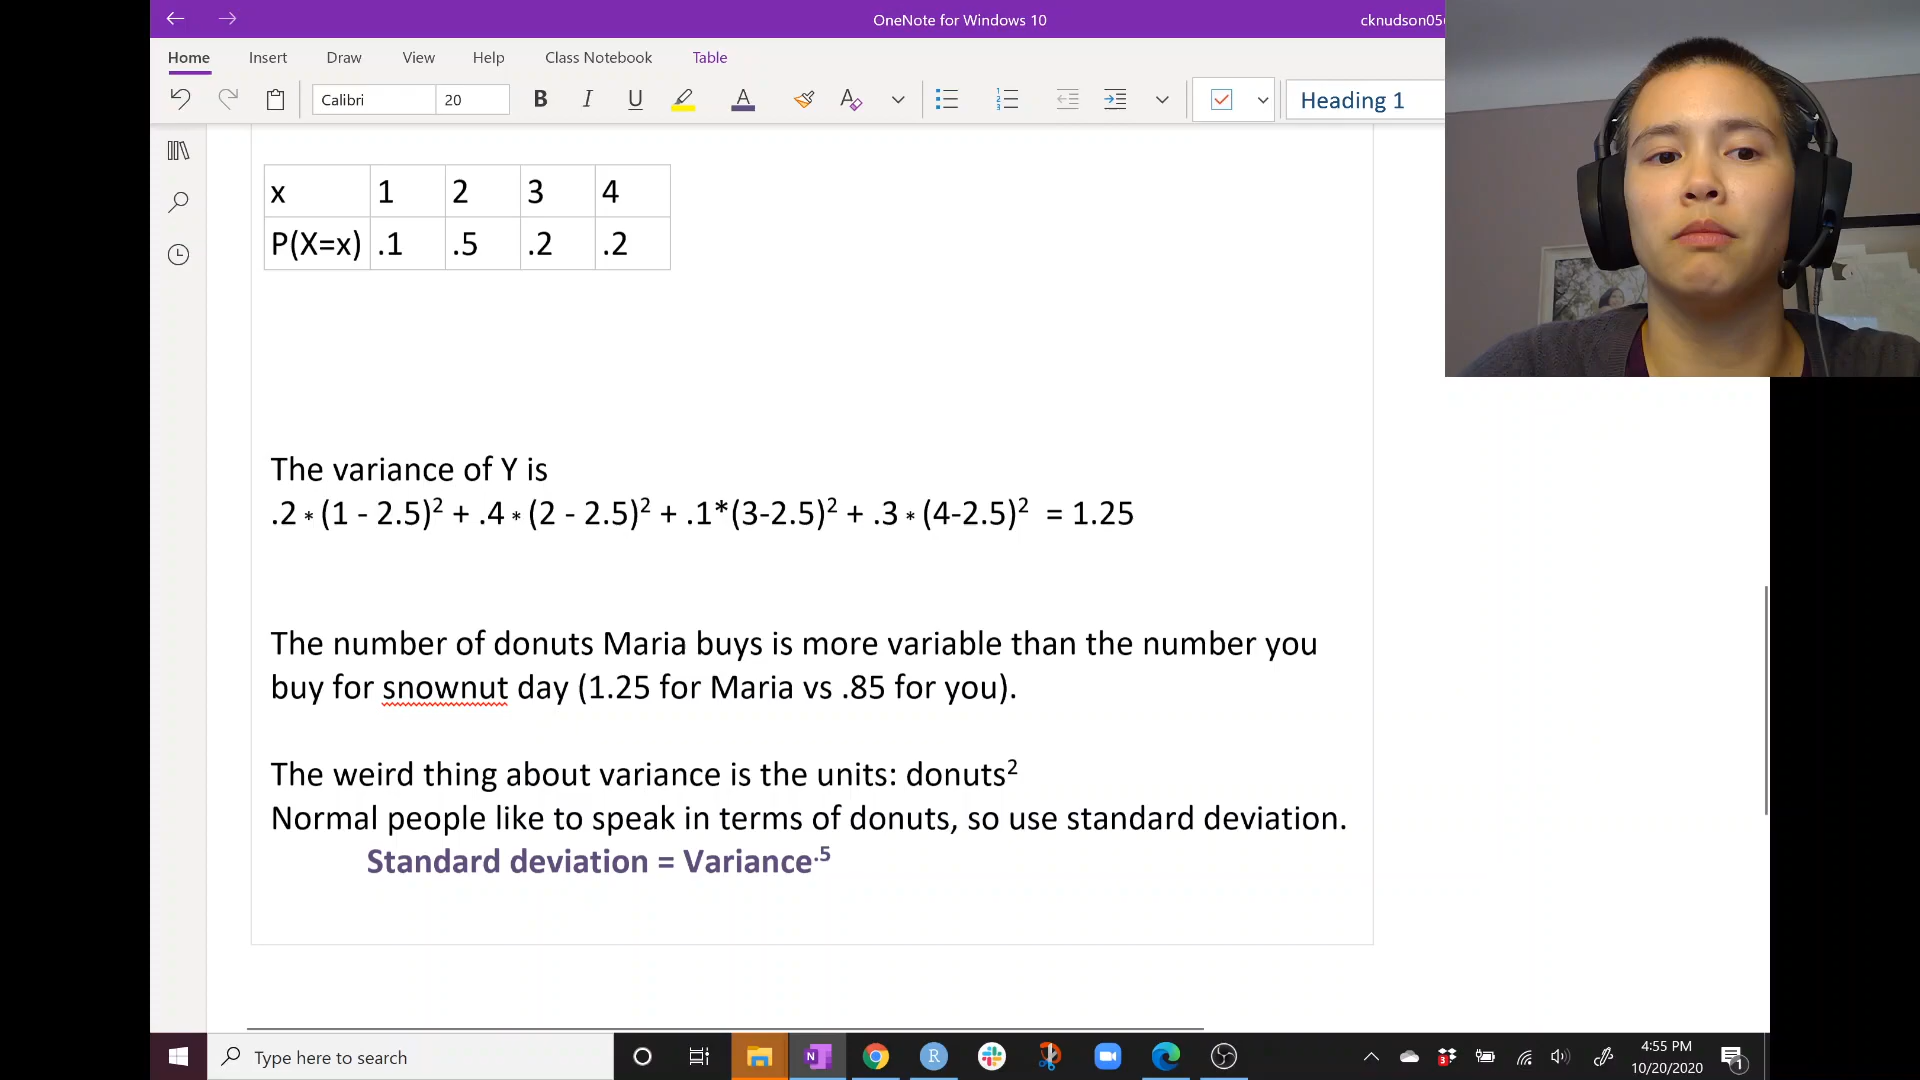 OneNote for Windows 10
cknudson05
Home Insert Draw View Help Class Notebook Table
Calibri 20 B I U A A Heading 1
x 1 2 3 4
P(X=x) .1 .5 .2 .2
The variance of Y is
.2 * (1 - 2.5)² + .4 * (2 - 2.5)² + .1*(3-2.5)² + .3 * (4-2.5)² = 1.25
The number of donuts Maria buys is more variable than the number you
buy for snownut day (1.25 for Maria vs .85 for you).
The weird thing about variance is the units: donuts²
Normal people like to speak in terms of donuts, so use standard deviation.
Standard deviation = Variance^.5
Type here to search
4:55 PM
10/20/2020